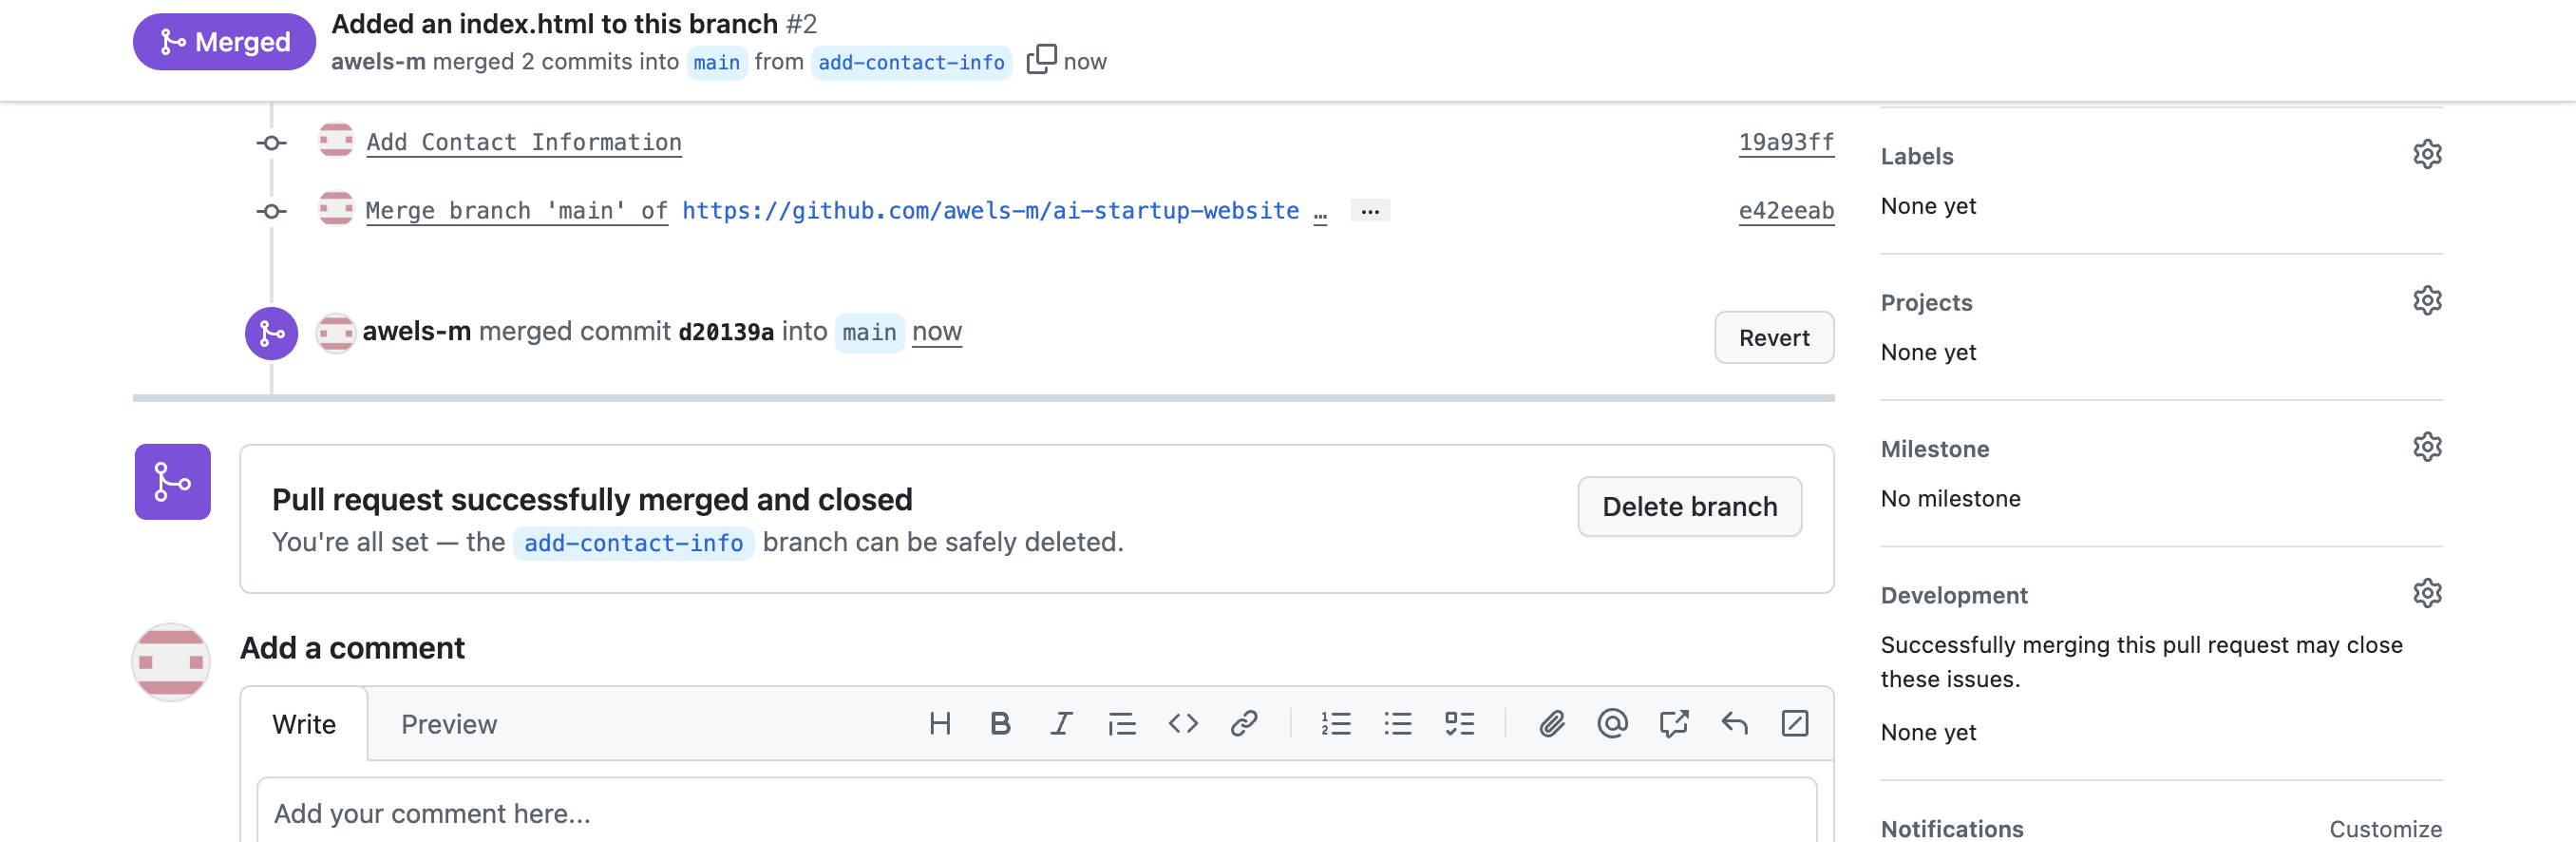 Merged
Added an index.html to this branch #2
awels-m merged 2 commits into main from add-contact-info now
Add Contact Information 19a93ff
Merge branch 'main' of https://github.com/awels-m/ai-startup-website … ... e42eeab
awels-m merged commit d20139a into main now
Revert
Pull request successfully merged and closed
You're all set — the add-contact-info branch can be safely deleted.
Delete branch
Add a comment
Write Preview
Add your comment here...
Labels
None yet
Projects
None yet
Milestone
No milestone
Development
Successfully merging this pull request may close
these issues.
None yet
Notifications Customize